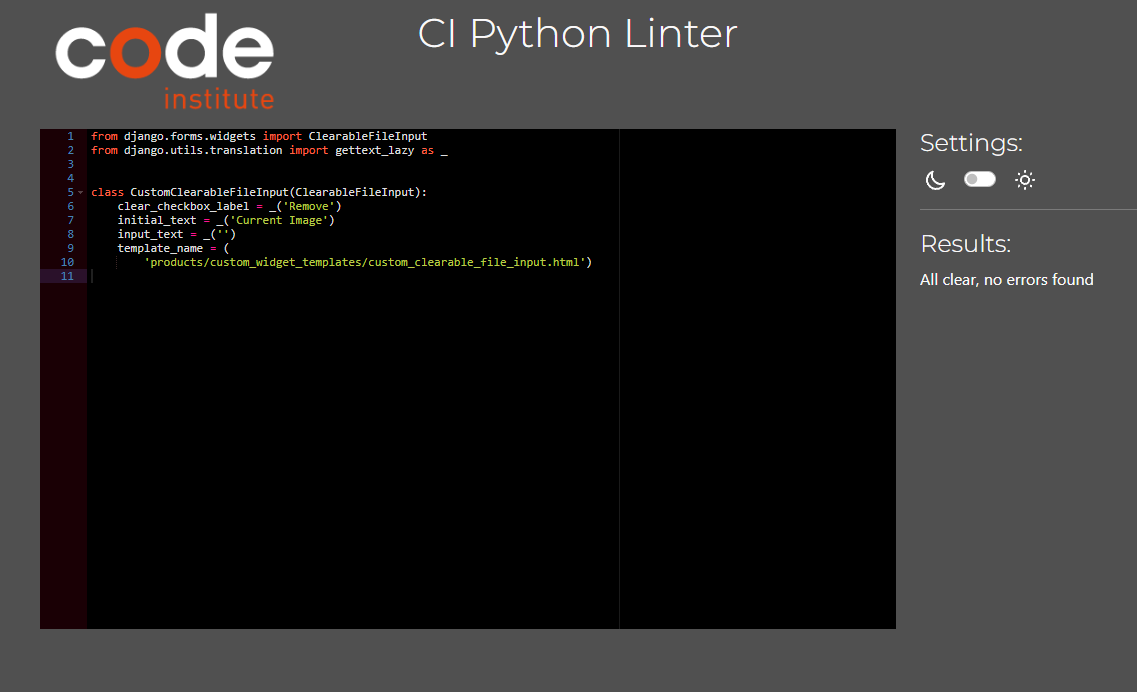 code
institute
CI Python Linter
1 from django.forms.widgets import ClearableFileInput
2 from django.utils.translation import gettext_lazy as _
3
4
5 class CustomClearableFileInput(ClearableFileInput):
6     clear_checkbox_label = _('Remove')
7     initial_text = _('Current Image')
8     input_text = _('')
9     template_name = (
10         'products/custom_widget_templates/custom_clearable_file_input.html')
11
Settings:
Results:
All clear, no errors found